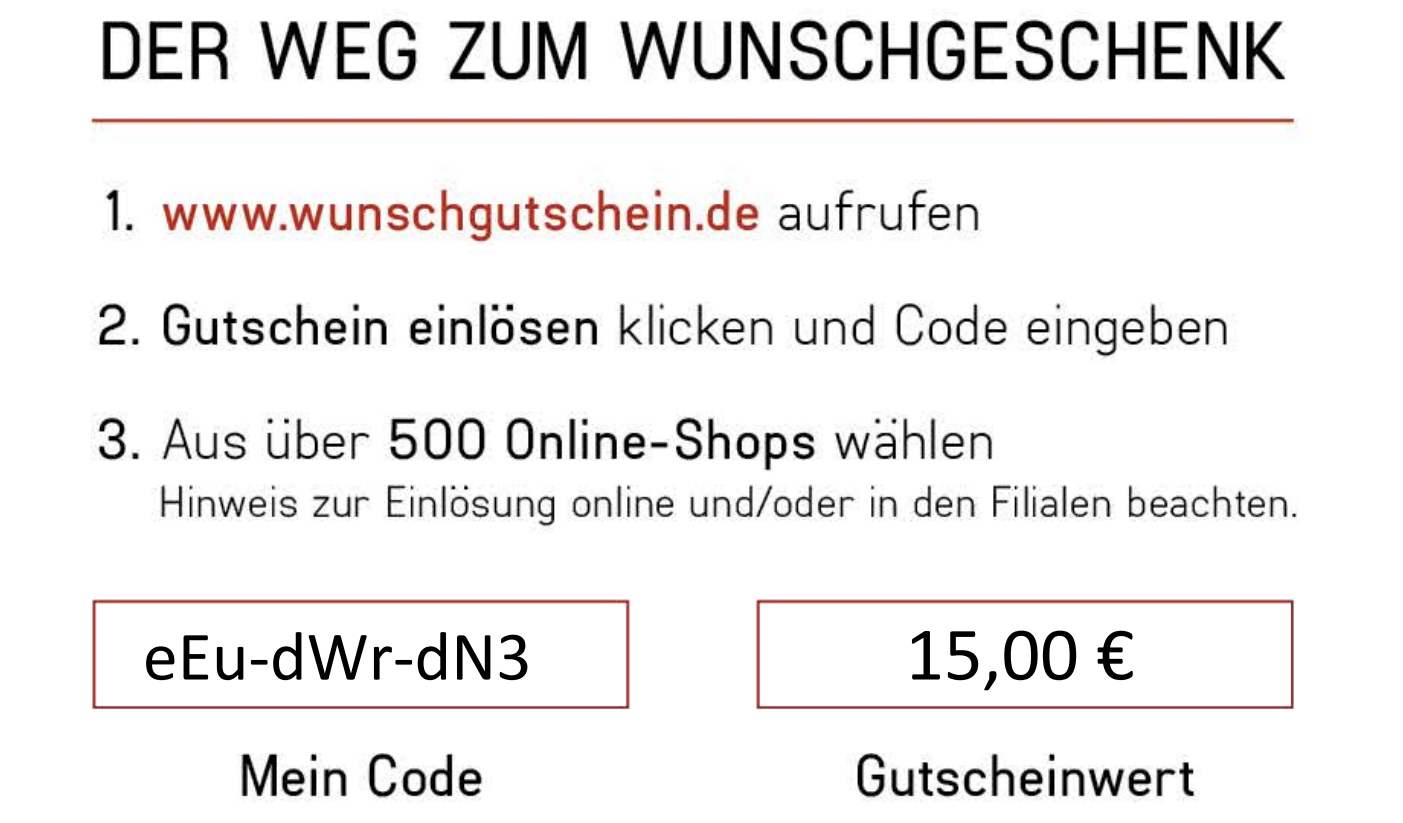 DER WEG ZUM WUNSCHGESCHENK
1. www.wunschgutschein.de aufrufen
2. Gutschein einlösen klicken und Code eingeben
3. Aus über 500 Online-Shops wählen
Hinweis zur Einlösung online und/oder in den Filialen beachten.
eEu-dWr-dN3 15,00 €
Mein Code Gutscheinwert